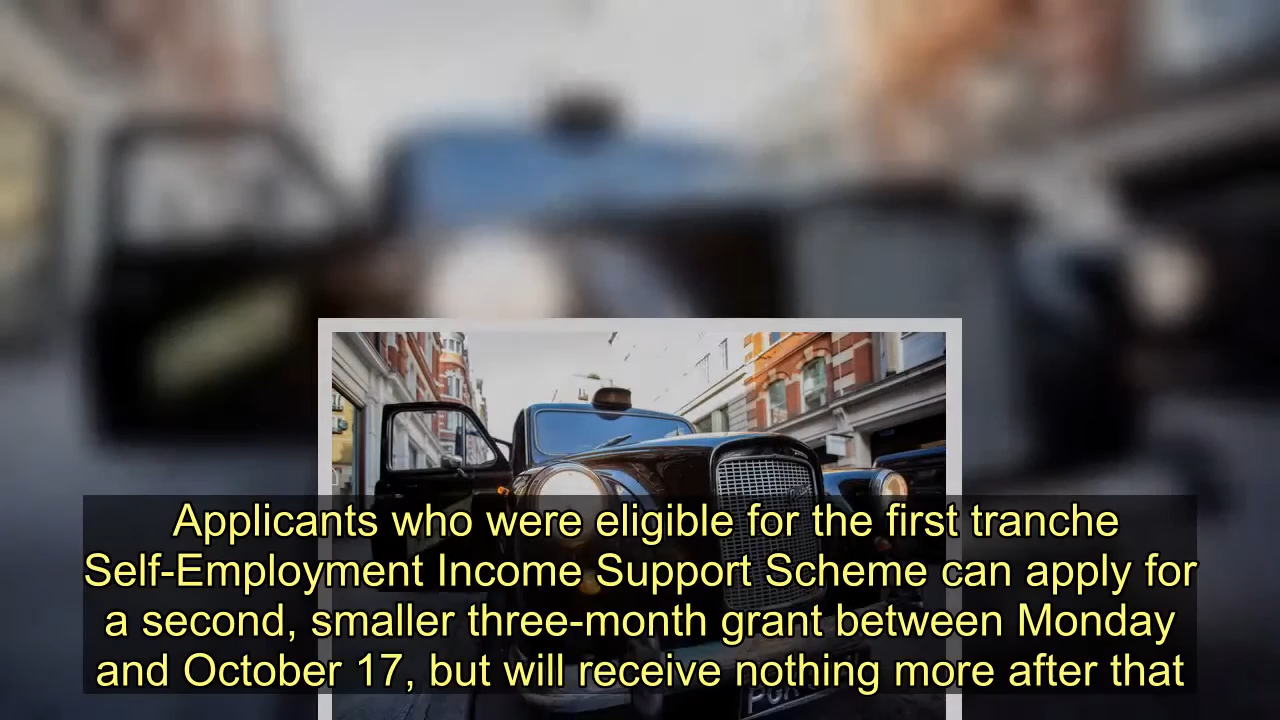 Applicants who were eligible for the first tranche
Self-Employment Income Support Scheme can apply for
a second, smaller three-month grant between Monday
and October 17, but will receive nothing more after that